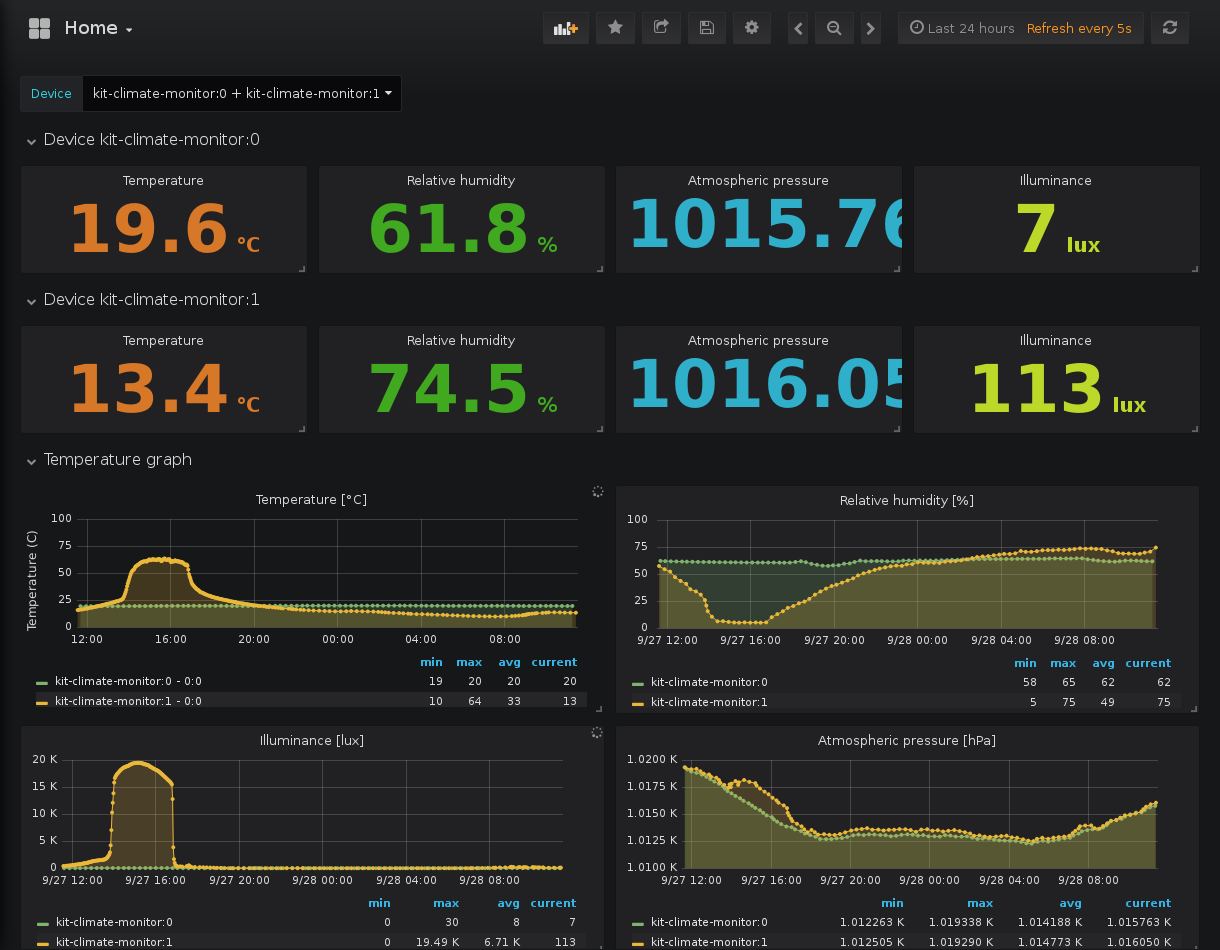 Home
Last 24 hours Refresh every 5s
Device kit-climate-monitor:0 + kit-climate-monitor:1
Device kit-climate-monitor:0
Temperature Relative humidity Atmospheric pressure Illuminance
19.6 °C 61.8 % 1015.76 7 lux
Device kit-climate-monitor:1
Temperature Relative humidity Atmospheric pressure Illuminance
13.4 °C 74.5 % 1016.05 113 lux
Temperature graph
Temperature [°C]
Temperature (C)
100
75
50
25
0
12:00 16:00 20:00 00:00 04:00 08:00
min max avg current
kit-climate-monitor:0 - 0:0 19 20 20 20
kit-climate-monitor:1 - 0:0 10 64 33 13
Relative humidity [%]
100
75
50
25
0
9/27 12:00 9/27 16:00 9/27 20:00 9/28 00:00 9/28 04:00 9/28 08:00
min max avg current
kit-climate-monitor:0 58 65 62 62
kit-climate-monitor:1 5 75 49 75
Illuminance [lux]
20 K
15 K
10 K
5 K
0
9/27 12:00 9/27 16:00 9/27 20:00 9/28 00:00 9/28 04:00 9/28 08:00
min max avg current
kit-climate-monitor:0 0 30 8 7
kit-climate-monitor:1 0 19.49 K 6.71 K 113
Atmospheric pressure [hPa]
1.0200 K
1.0175 K
1.0150 K
1.0125 K
1.0100 K
9/27 12:00 9/27 16:00 9/27 20:00 9/28 00:00 9/28 04:00 9/28 08:00
min max avg current
kit-climate-monitor:0 1.012263 K 1.019338 K 1.014188 K 1.015763 K
kit-climate-monitor:1 1.012505 K 1.019290 K 1.014773 K 1.016050 K